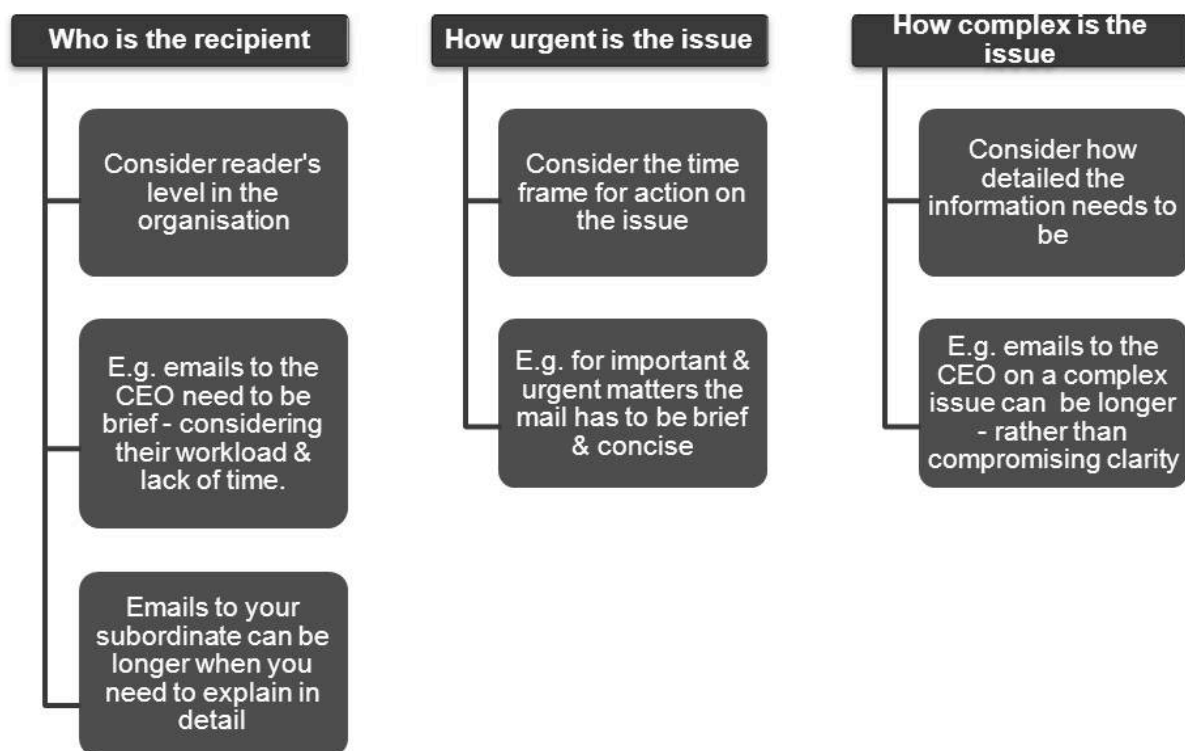 Who is the recipient
Consider reader's
level in the
organisation
E.g. emails to the
CEO need to be
brief - considering
their workload &
lack of time.
Emails to your
subordinate can be
longer when you
need to explain in
detail
How urgent is the issue
Consider the time
frame for action on
the issue
E.g. for important &
urgent matters the
mail has to be brief
& concise
How complex is the
issue
Consider how
detailed the
information needs to
be
E.g. emails to the
CEO on a complex
issue can be longer
- rather than
compromising clarity